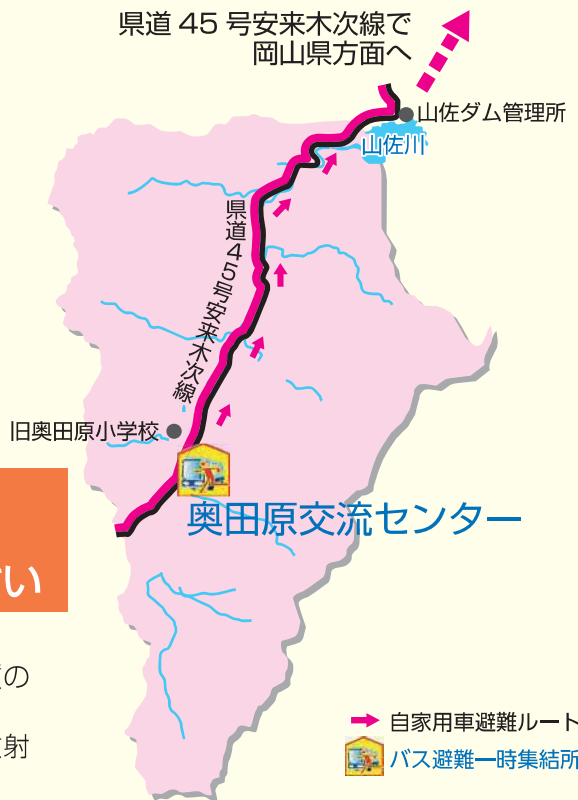 県道 45 号安来木次線で
岡山県方面へ
山佐ダム管理所
山佐川
県道45号安来木次線
旧奥田原小学校
奥田原交流センター
い
の
射
自家用車避難ルート
バス避難一時集結所